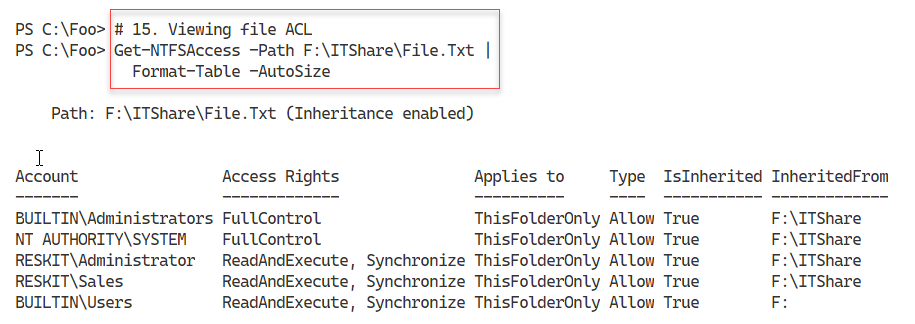 PS C:\Foo> # 15. Viewing file ACL
PS C:\Foo> Get-NTFSAccess -Path F:\ITShare\File.Txt |
Format-Table -AutoSize
Path: F:\ITShare\File.Txt (Inheritance enabled)
Account Access Rights Applies to Type IsInherited InheritedFrom
------- ------------- ---------- ---- ----------- -------------
BUILTIN\Administrators FullControl ThisFolderOnly Allow True F:\ITShare
NT AUTHORITY\SYSTEM FullControl ThisFolderOnly Allow True F:\ITShare
RESKIT\Administrator ReadAndExecute, Synchronize ThisFolderOnly Allow True F:\ITShare
RESKIT\Sales ReadAndExecute, Synchronize ThisFolderOnly Allow True F:\ITShare
BUILTIN\Users ReadAndExecute, Synchronize ThisFolderOnly Allow True F: